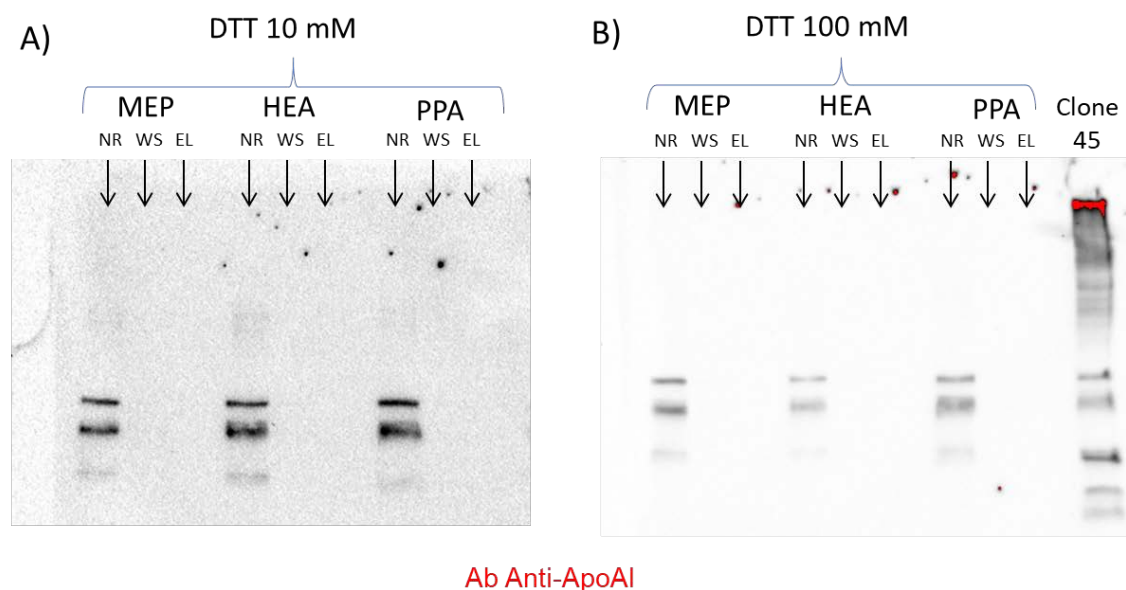 A)
DTT 10 mM
MEP HEA PPA
NR WS EL NR WS EL NR WS EL
B)
DTT 100 mM
MEP HEA PPA Clone
NR WS EL NR WS EL NR WS EL 45
Ab Anti-ApoAI